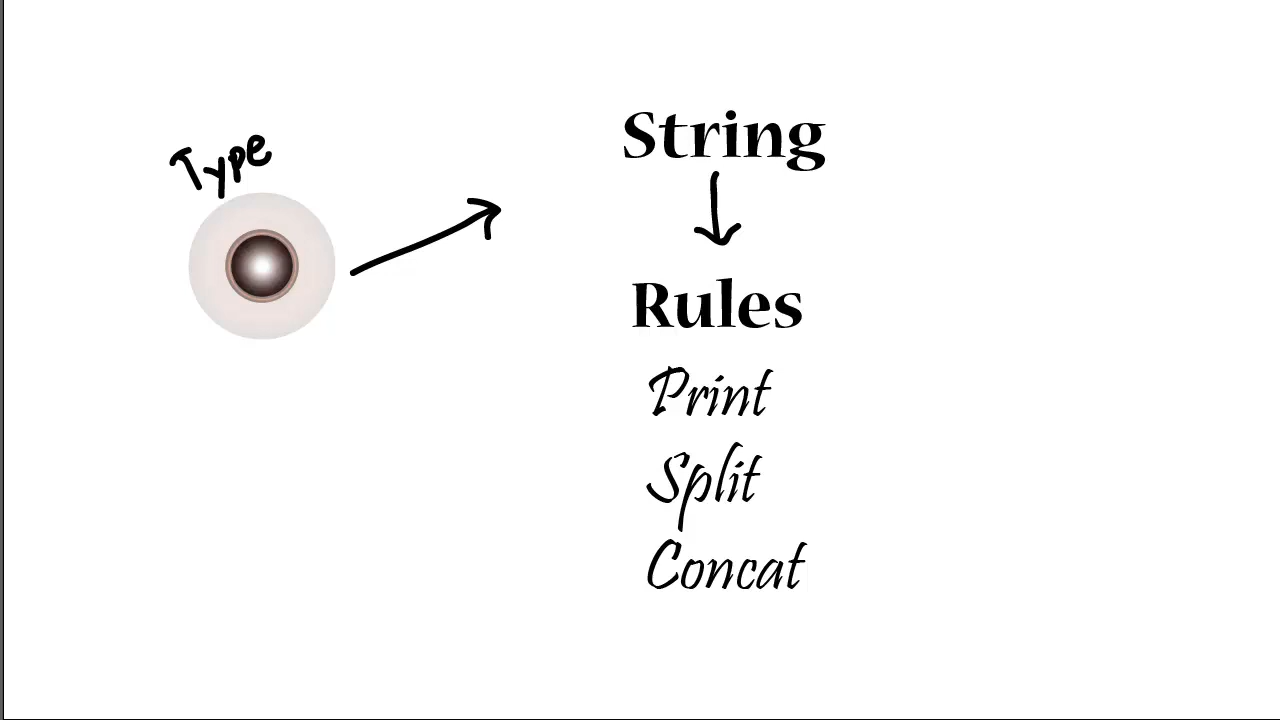 Type
String
Rules
Print
Split
Concat